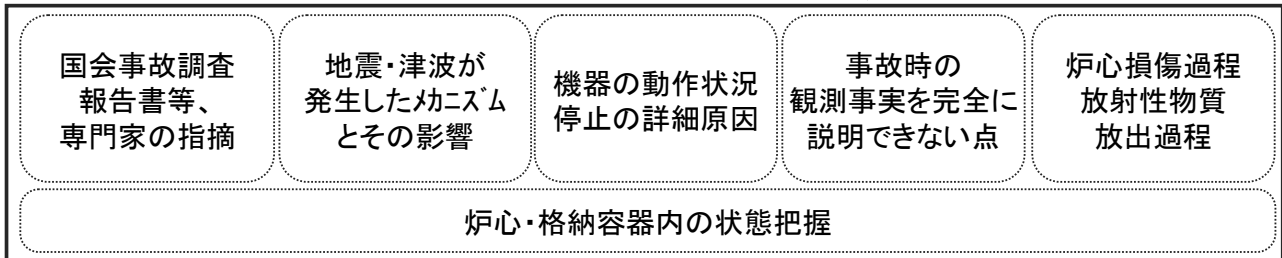 国会事故調査
報告書等、
専門家の指摘
地震・津波が
発生したﾒｶﾆｽﾞﾑ
とその影響
機器の動作状況
停止の詳細原因
事故時の
観測事実を完全に
説明できない点
炉心損傷過程
放射性物質
放出過程
炉心・格納容器内の状態把握